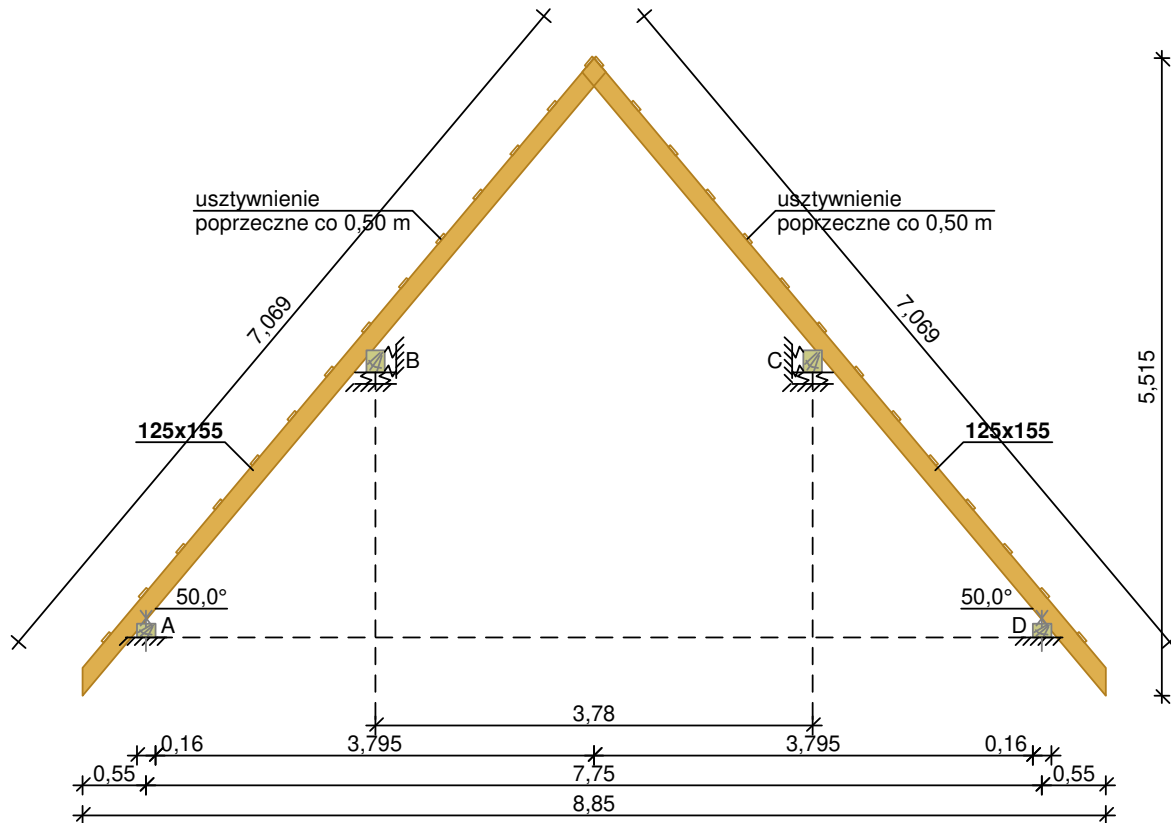 usztywnienie
poprzeczne co 0,50 m
usztywnienie
poprzeczne co 0,50 m
7,069
7,069
B
C
5,515
125x155
125x155
50,0°
50,0°
A
D
3,78
0,16
3,795
3,795
0,16
0,55
7,75
0,55
8,85